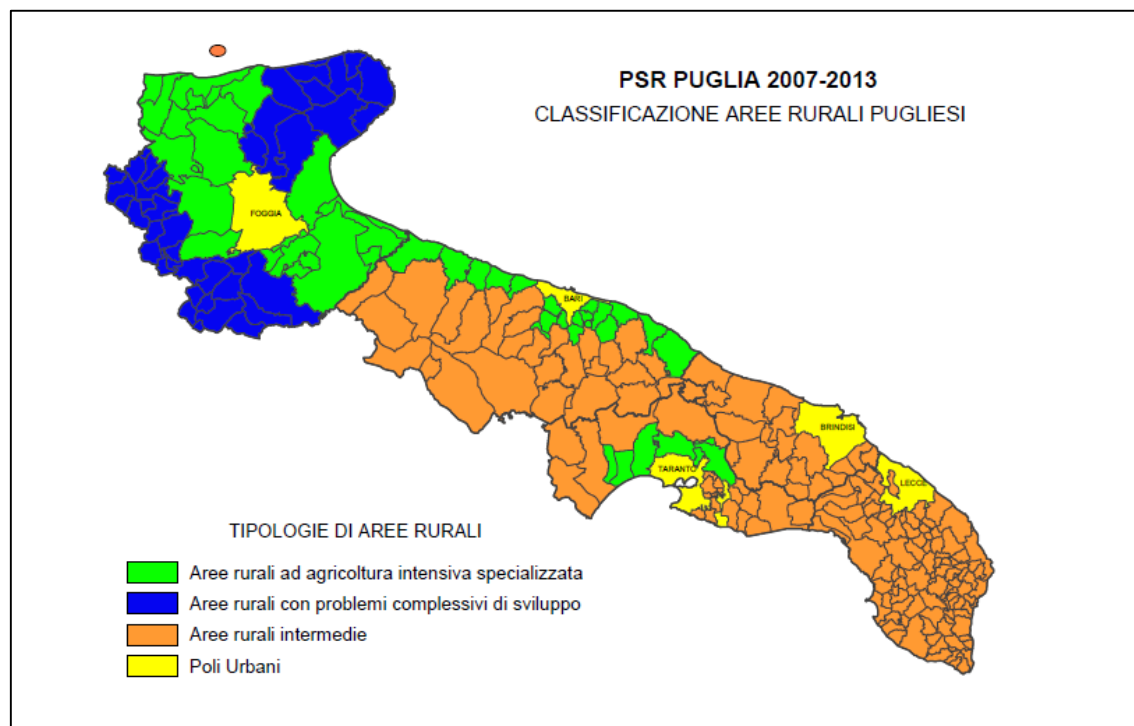 PSR PUGLIA 2007-2013
CLASSIFICAZIONE AREE RURALI PUGLIESI
FOGGIA
BARI
BRINDISI
TARANTO
LECCE
TIPOLOGIE DI AREE RURALI
Aree rurali ad agricoltura intensiva specializzata
Aree rurali con problemi complessivi di sviluppo
Aree rurali intermedie
Poli Urbani